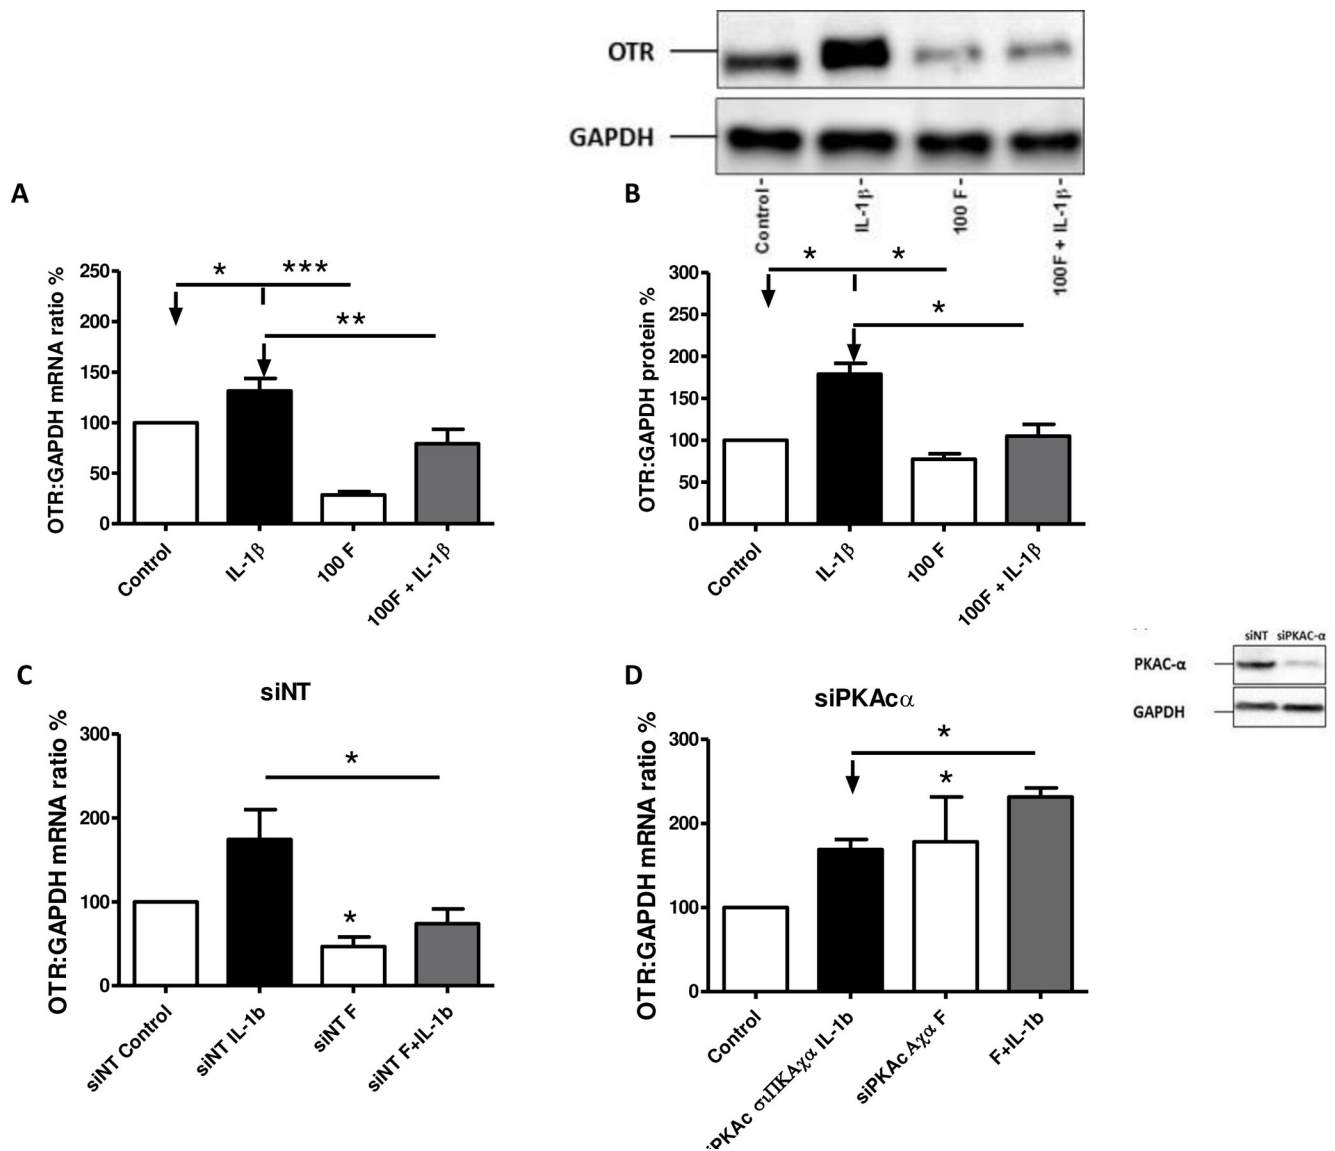 OTR
GAPDH
Control -
IL-1β -
100 F -
100F + IL-1β -
A
B
OTR:GAPDH mRNA ratio %
250
200
150
100
50
0
* ***
**
Control
IL-1β
100 F
100F + IL-1β
OTR:GAPDH protein %
300
250
200
150
100
50
0
* *
*
Control
IL-1β
100 F
100F + IL-1β
siNT siPKAC-α
PKAC-α
GAPDH
C
siNT
OTR:GAPDH mRNA ratio %
300
200
100
0
*
*
siNT Control
siNT IL-1b
siNT F
siNT F+IL-1b
D
siPKAcα
OTR:GAPDH mRNA ratio %
300
200
100
0
*
*
Control
iPKAc σιΠΚΑχα IL-1b
siPKAc Αχα F
F+IL-1b